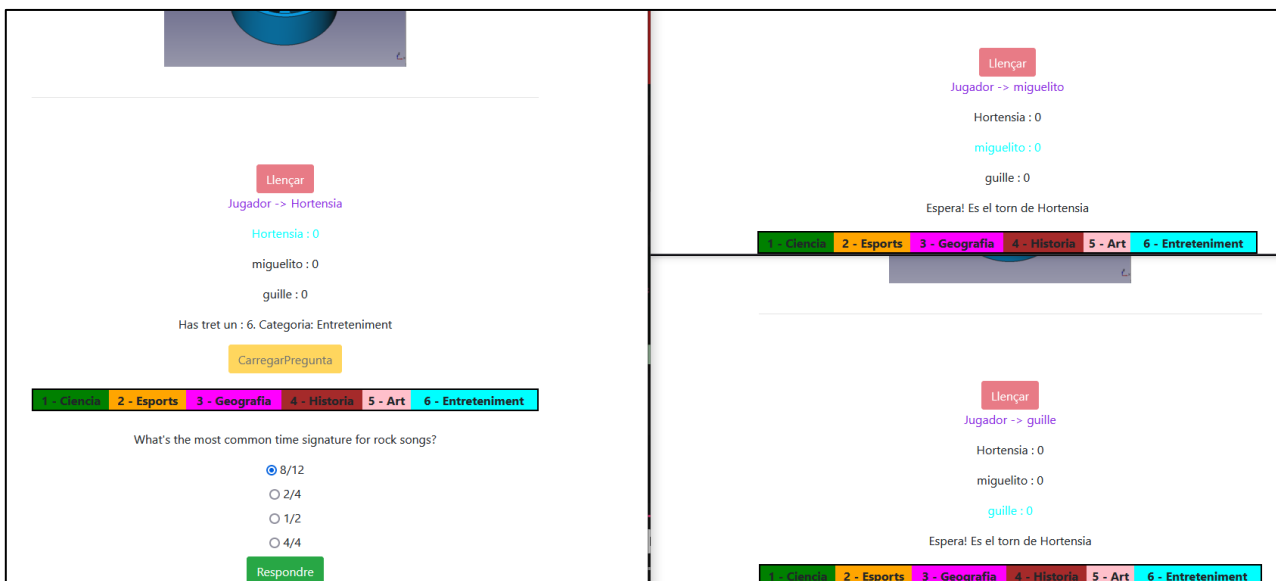 Llençar
Jugador -> Hortensia
Hortensia : 0
miguelito : 0
guille : 0
Has tret un : 6. Categoria: Entreteniment
CarregarPregunta
1 - Ciencia 2 - Esports 3 - Geografia 4 - Historia 5 - Art 6 - Entreteniment
What's the most common time signature for rock songs?
8/12
2/4
1/2
4/4
Respondre
Llençar
Jugador -> miguelito
Hortensia : 0
miguelito : 0
guille : 0
Espera! Es el torn de Hortensia
1 - Ciencia 2 - Esports 3 - Geografia 4 - Historia 5 - Art 6 - Entreteniment
Llençar
Jugador -> guille
Hortensia : 0
miguelito : 0
guille : 0
Espera! Es el torn de Hortensia
1 - Ciencia 2 - Esports 3 - Geografia 4 - Historia 5 - Art 6 - Entreteniment